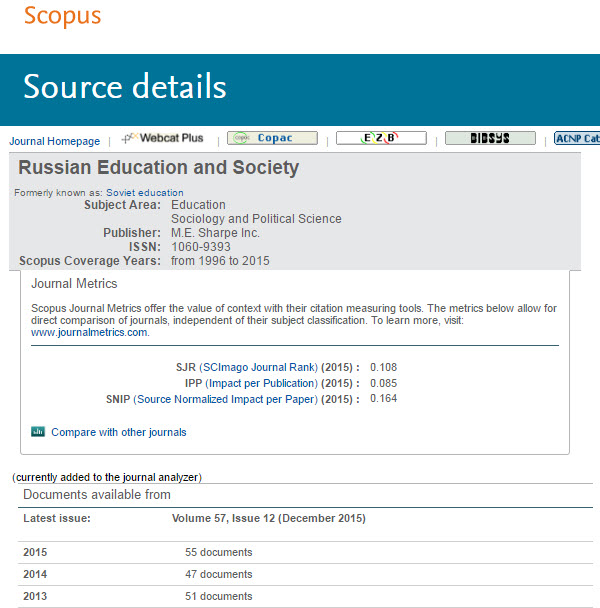 Scopus
Source details
Journal Homepage | Webcat Plus | Copac | EZB | BIBSYS | ACNP Cat
Russian Education and Society
Formerly known as: Soviet education
Subject Area: Education
Sociology and Political Science
Publisher: M.E. Sharpe Inc.
ISSN: 1060-9393
Scopus Coverage Years: from 1996 to 2015
Journal Metrics
Scopus Journal Metrics offer the value of context with their citation measuring tools. The metrics below allow for
direct comparison of journals, independent of their subject classification. To learn more, visit:
www.journalmetrics.com.
SJR (SCImago Journal Rank) (2015) : 0.108
IPP (Impact per Publication) (2015) : 0.085
SNIP (Source Normalized Impact per Paper) (2015) : 0.164
Compare with other journals
(currently added to the journal analyzer)
Documents available from
Latest issue: Volume 57, Issue 12 (December 2015)
2015 55 documents
2014 47 documents
2013 51 documents